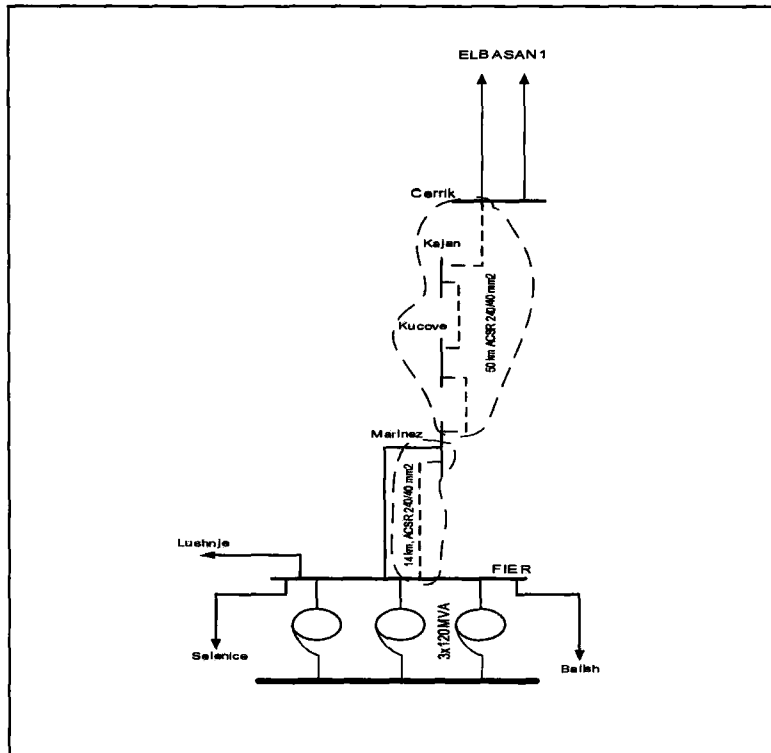 ELBASAN1
Cerrik
Kajan
50 km ACSR 240/40 mm2
Kucove
Marinez
14 km, ACSR 240/40 mm2
Lushnje
FIER
3x120MVA
Selenice
Ballsh